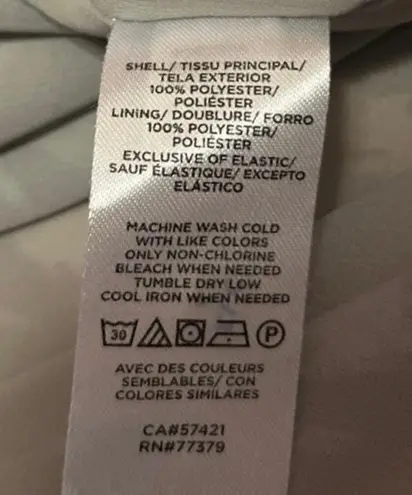 SHELL/ TISSU PRINCIPAL/
TELA EXTERIOR
100% POLYESTER/
POLIÉSTER
LINING/ DOUBLURE/ FORRO
100% POLYESTER/
POLIÉSTER
EXCLUSIVE OF ELASTIC/
SAUF ÉLASTIQUE/ EXCEPTO
ELÁSTICO
MACHINE WASH COLD
WITH LIKE COLORS
ONLY NON-CHLORINE
BLEACH WHEN NEEDED
TUMBLE DRY LOW
COOL IRON WHEN NEEDED
30 P
AVEC DES COULEURS
SEMBLABLES/ CON
COLORES SIMILARES
CA#57421
RN#77379